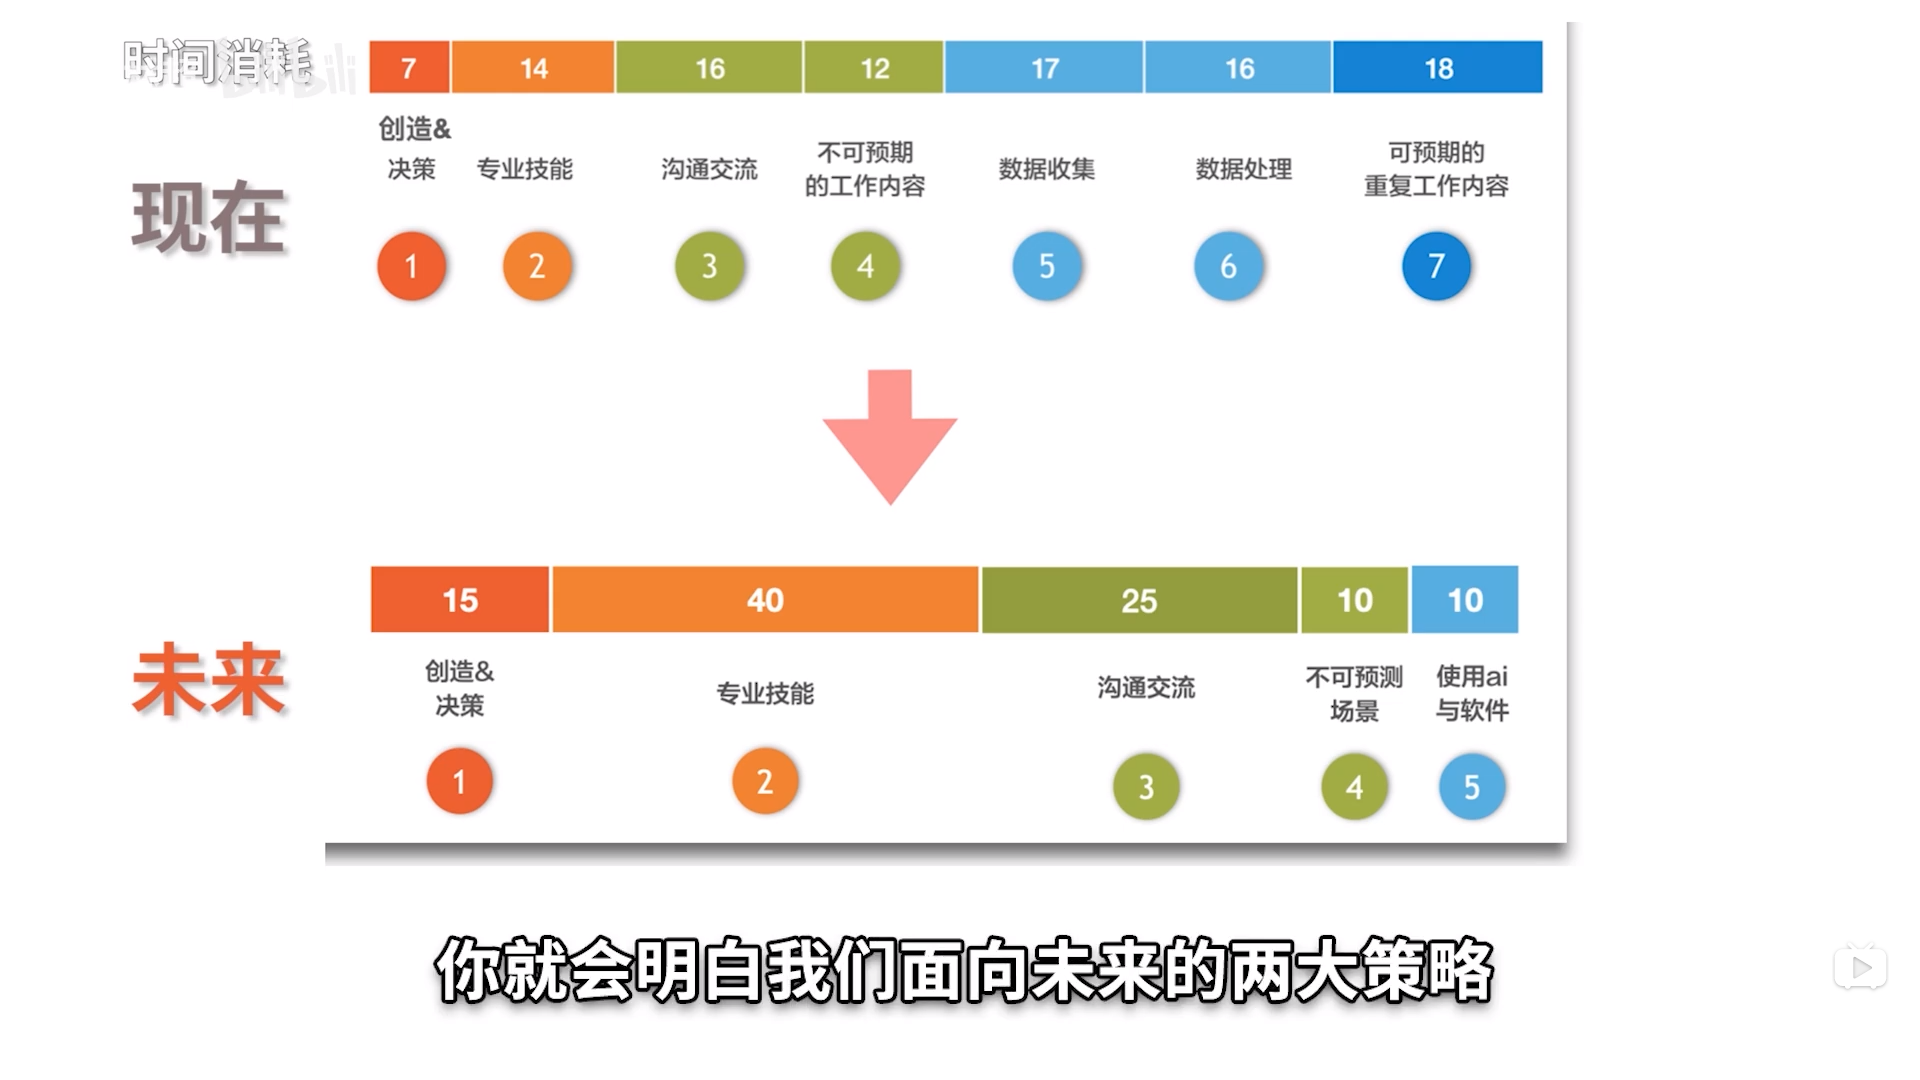 时间消耗
bilibili
7 14 16 12 17 16 18
创造&
决策
专业技能
沟通交流
不可预期
的工作内容
数据收集
数据处理
可预期的
重复工作内容
现在
1 2 3 4 5 6 7
15 40 25 10 10
未来
创造&
决策
专业技能
沟通交流
不可预测
场景
使用ai
与软件
1 2 3 4 5
你就会明白我们面向未来的两大策略